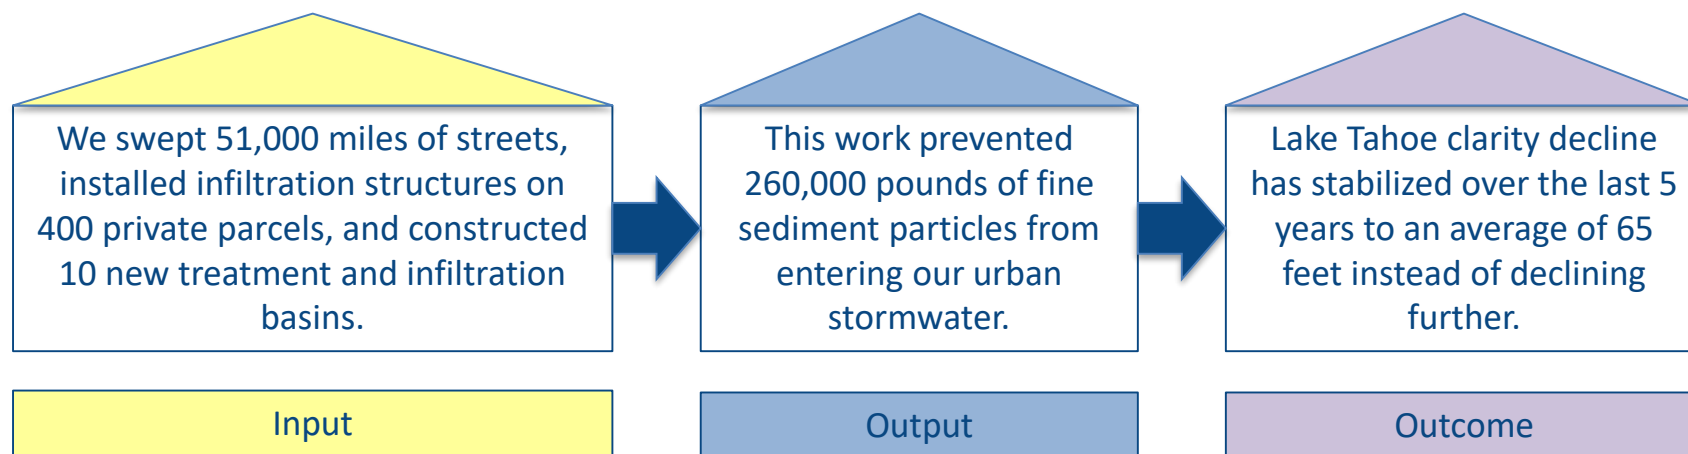 We swept 51,000 miles of streets,
installed infiltration structures on
400 private parcels, and constructed
10 new treatment and infiltration
basins.
This work prevented
260,000 pounds of fine
sediment particles from
entering our urban
stormwater.
Lake Tahoe clarity decline
has stabilized over the last 5
years to an average of 65
feet instead of declining
further.
Input
Output
Outcome